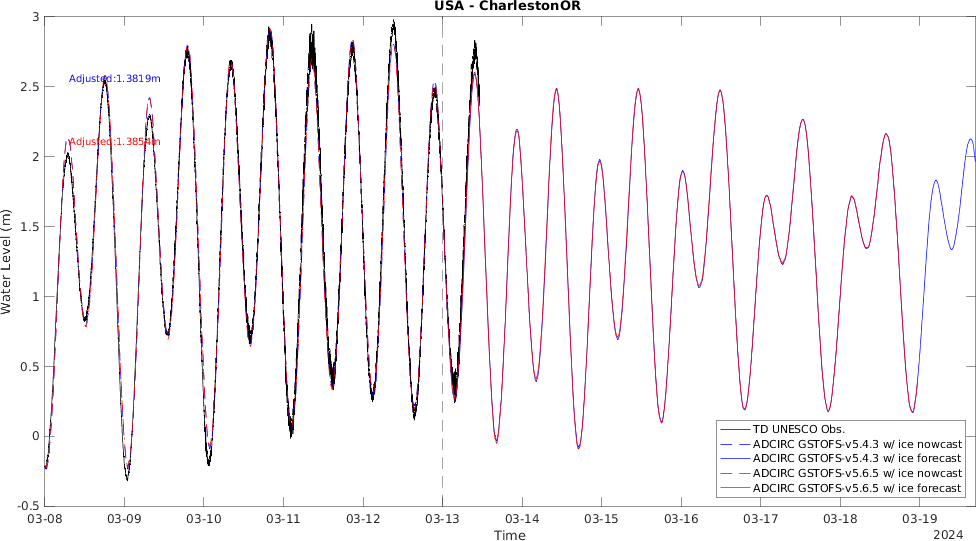 USA - CharlestonOR
3
2.5
2
1.5
1
0.5
0
-0.5
Water Level (m)
Adjusted:1.3819m
Adjusted:1.3854m
TD UNESCO Obs.
ADCIRC GSTOFS-v5.4.3 w/ ice nowcast
ADCIRC GSTOFS-v5.4.3 w/ ice forecast
ADCIRC GSTOFS-v5.6.5 w/ ice nowcast
ADCIRC GSTOFS-v5.6.5 w/ ice forecast
03-08 03-09 03-10 03-11 03-12 03-13 03-14 03-15 03-16 03-17 03-18 03-19
Time
2024